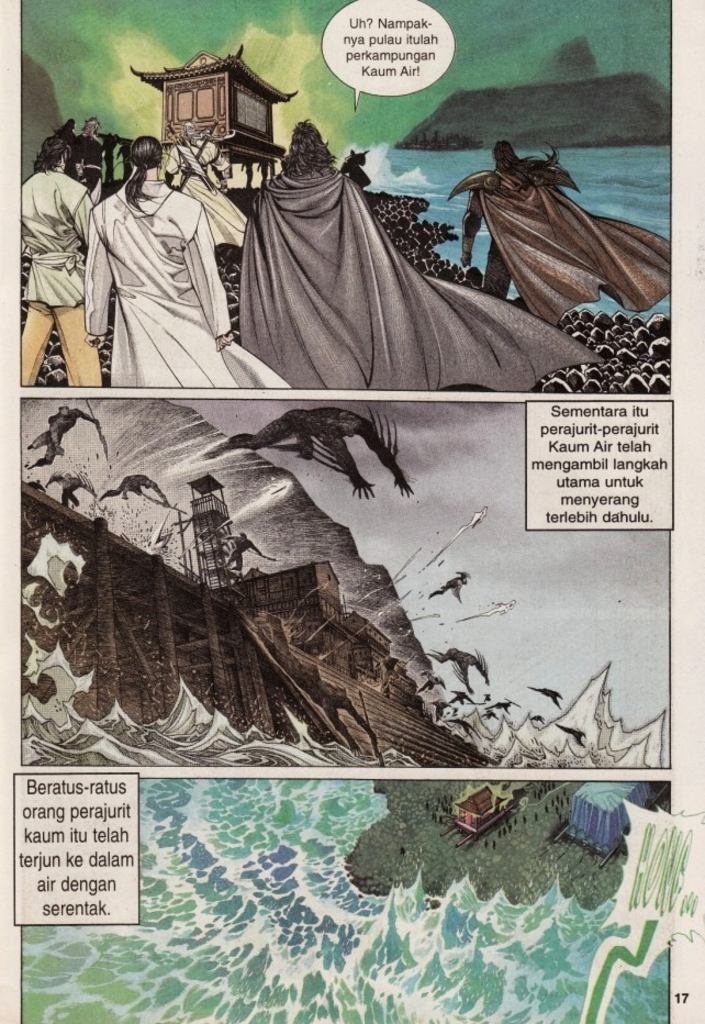 Uh? Nampak-
nya pulau itulah
perkampungan
Kaum Air!
Sementara itu
perajurit-perajurit
Kaum Air telah
mengambil langkah
utama untuk
menyerang
terlebih dahulu.
Beratus-ratus
orang perajurit
kaum itu telah
terjun ke dalam
air dengan
serentak.
17